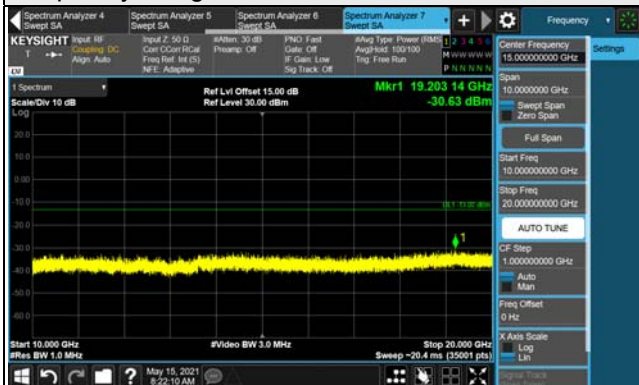 Spectrum Analyzer 4
Swept SA
Spectrum Analyzer 5
Swept SA
Spectrum Analyzer 6
Swept SA
Spectrum Analyzer 7
Swept SA
Frequency
KEYSIGHT
Input: RF
Coupling: DC
Align: Auto
Input Z: 50 Ω
Corr CCorr RCal
Freq Ref: Int (S)
NFE: Adaptive
#Atten: 30 dB
Preamp: Off
PNO: Fast
Gate: Off
IF Gain: Low
Sig Track: Off
#Avg Type: Power (RMS)
Avg|Hold: 100/100
Trig: Free Run
1 2 3 4 5 6
M W W W W W
P N N N N N
1 Spectrum
Scale/Div 10 dB
Log
Ref Lvl Offset 15.00 dB
Ref Level 30.00 dBm
Mkr1 19.203 14 GHz
-30.63 dBm
20.0
10.0
0.00
-10.0
-20.0
-30.0
-40.0
-50.0
-60.0
DL1 -13.00 dBm
1
Start 10.000 GHz
#Res BW 1.0 MHz
#Video BW 3.0 MHz
Stop 20.000 GHz
Sweep ~20.4 ms (35001 pts)
May 15, 2021
8:22:10 AM
Center Frequency
15.000000000 GHz
Settings
Span
10.0000000 GHz
Swept Span
Zero Span
Full Span
Start Freq
10.000000000 GHz
Stop Freq
20.000000000 GHz
AUTO TUNE
CF Step
1.000000000 GHz
Auto
Man
Freq Offset
0 Hz
X Axis Scale
Log
Lin
Signal Track